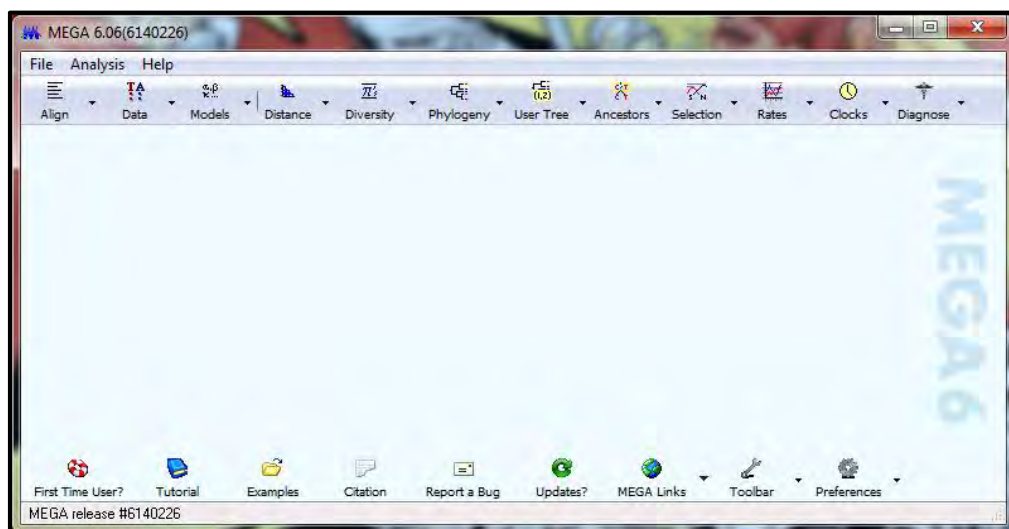 MEGA 6.06(6140226)
File Analysis Help
Align Data Models Distance Diversity Phylogeny User Tree Ancestors Selection Rates Clocks Diagnose
MEGA6
First Time User? Tutorial Examples Citation Report a Bug Updates? MEGA Links Toolbar Preferences
MEGA release #6140226